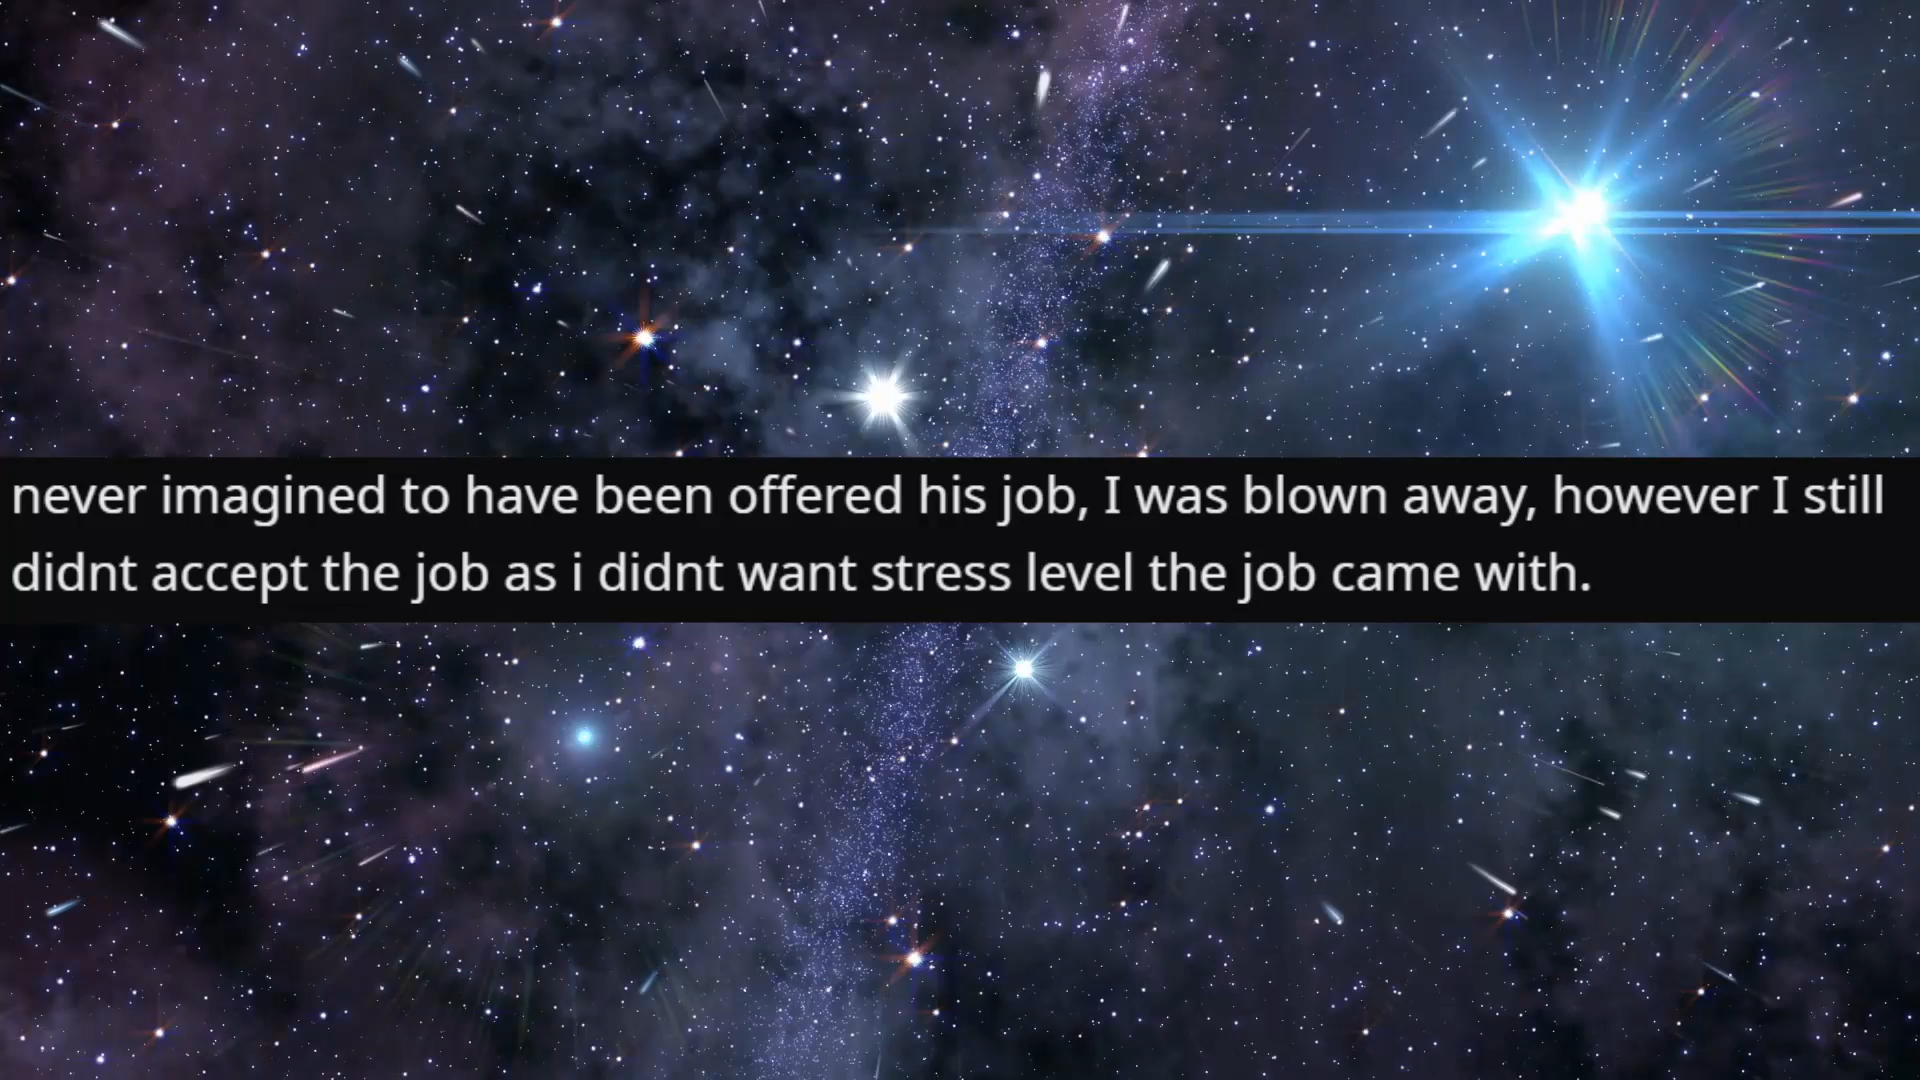 never imagined to have been offered his job, I was blown away, however I still
didnt accept the job as i didnt want stress level the job came with.